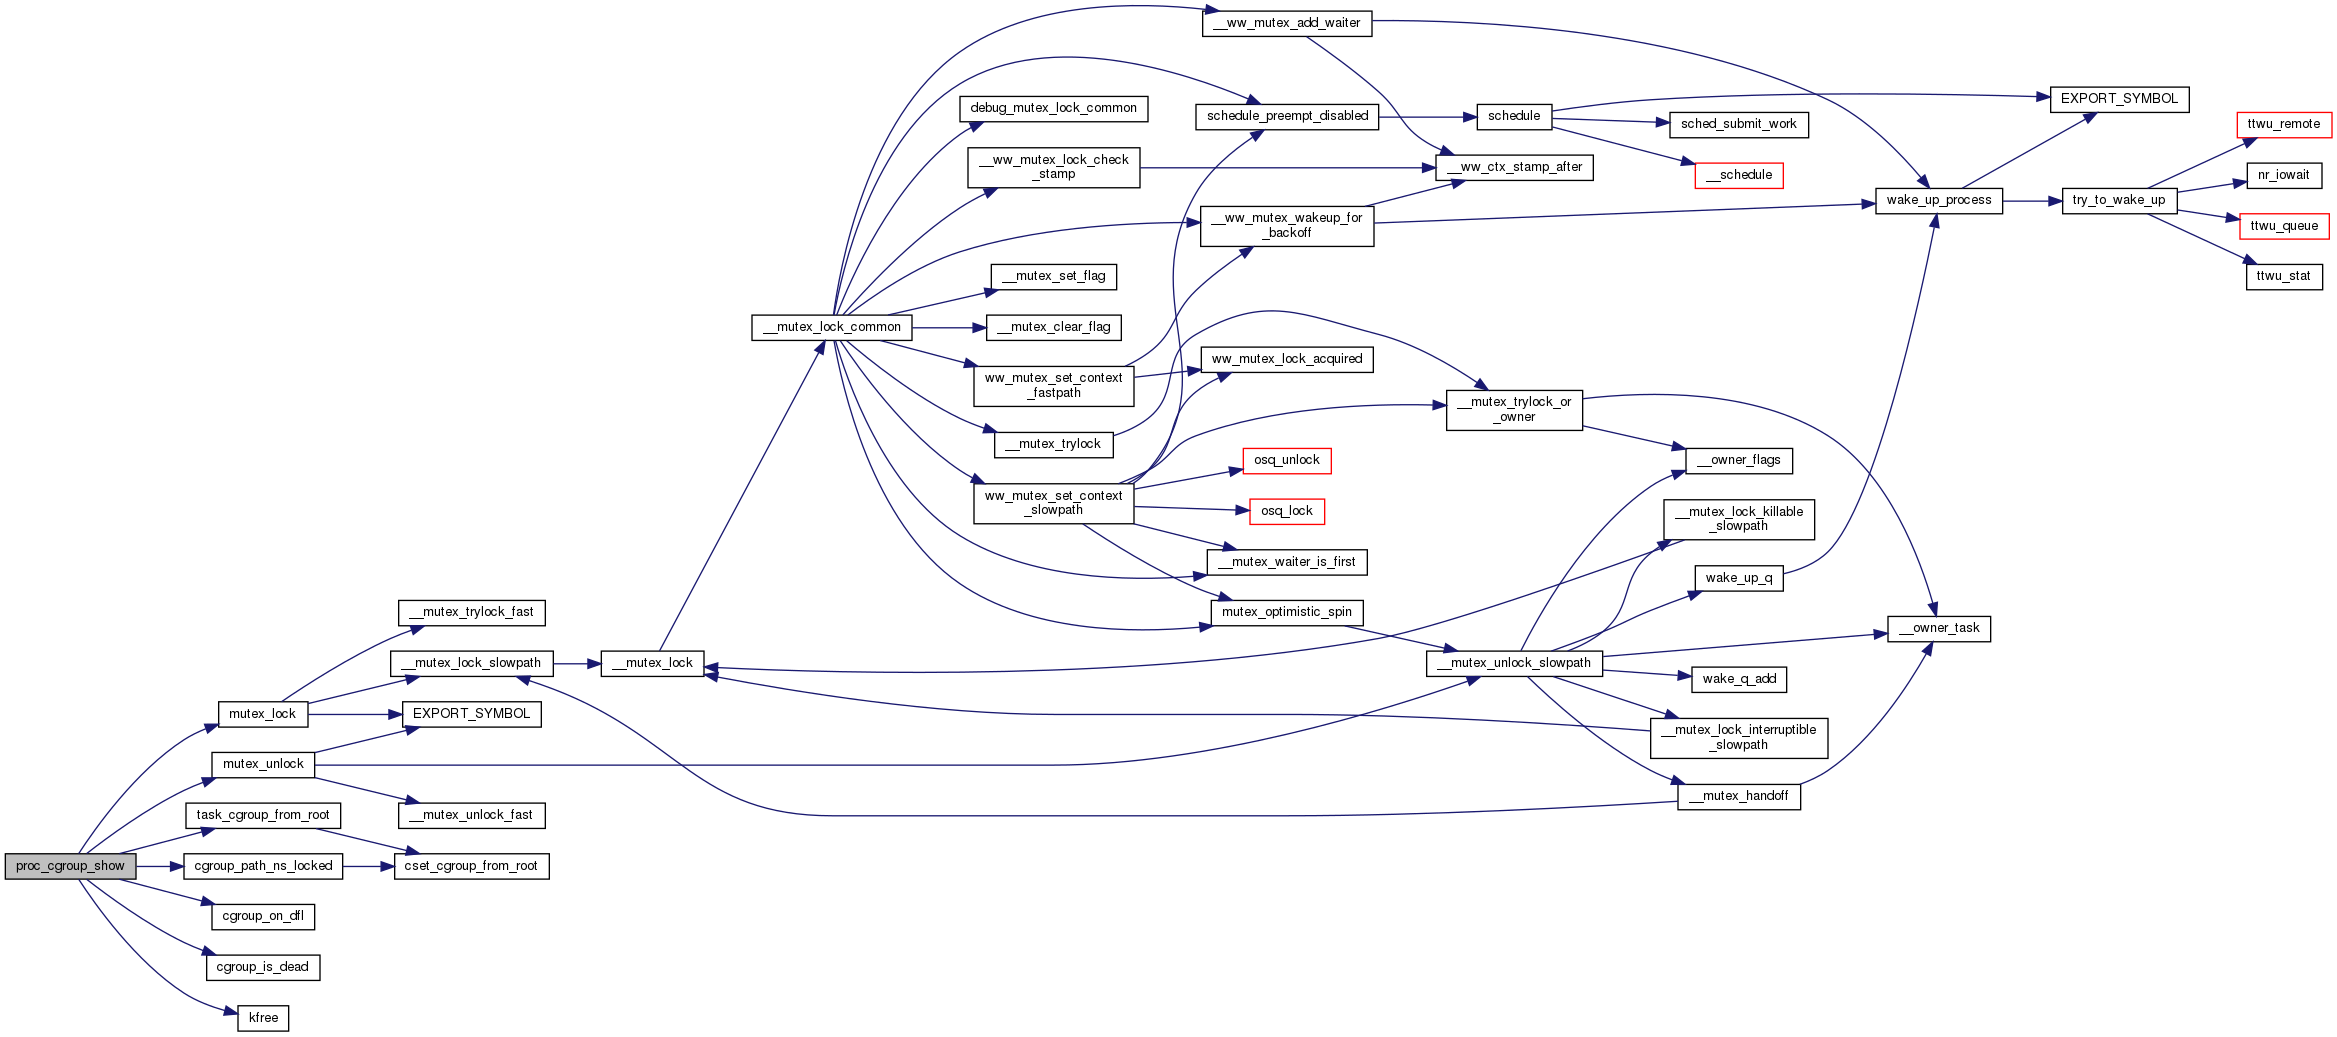 __ww_mutex_add_waiter
debug_mutex_lock_common
schedule_preempt_disabled
schedule
EXPORT_SYMBOL
sched_submit_work
ttwu_remote
__ww_mutex_lock_check
_stamp
__ww_ctx_stamp_after
__schedule
nr_iowait
__ww_mutex_wakeup_for
_backoff
wake_up_process
try_to_wake_up
ttwu_queue
__mutex_set_flag
ttwu_stat
__mutex_lock_common
__mutex_clear_flag
ww_mutex_set_context
_fastpath
ww_mutex_lock_acquired
__mutex_trylock_or
_owner
__mutex_trylock
osq_unlock
__owner_flags
ww_mutex_set_context
_slowpath
osq_lock
__mutex_lock_killable
_slowpath
__mutex_waiter_is_first
wake_up_q
__mutex_trylock_fast
mutex_optimistic_spin
__owner_task
__mutex_lock_slowpath
__mutex_lock
__mutex_unlock_slowpath
wake_q_add
mutex_lock
EXPORT_SYMBOL
__mutex_lock_interruptible
_slowpath
mutex_unlock
__mutex_handoff
task_cgroup_from_root
__mutex_unlock_fast
proc_cgroup_show
cgroup_path_ns_locked
cset_cgroup_from_root
cgroup_on_dfl
cgroup_is_dead
kfree